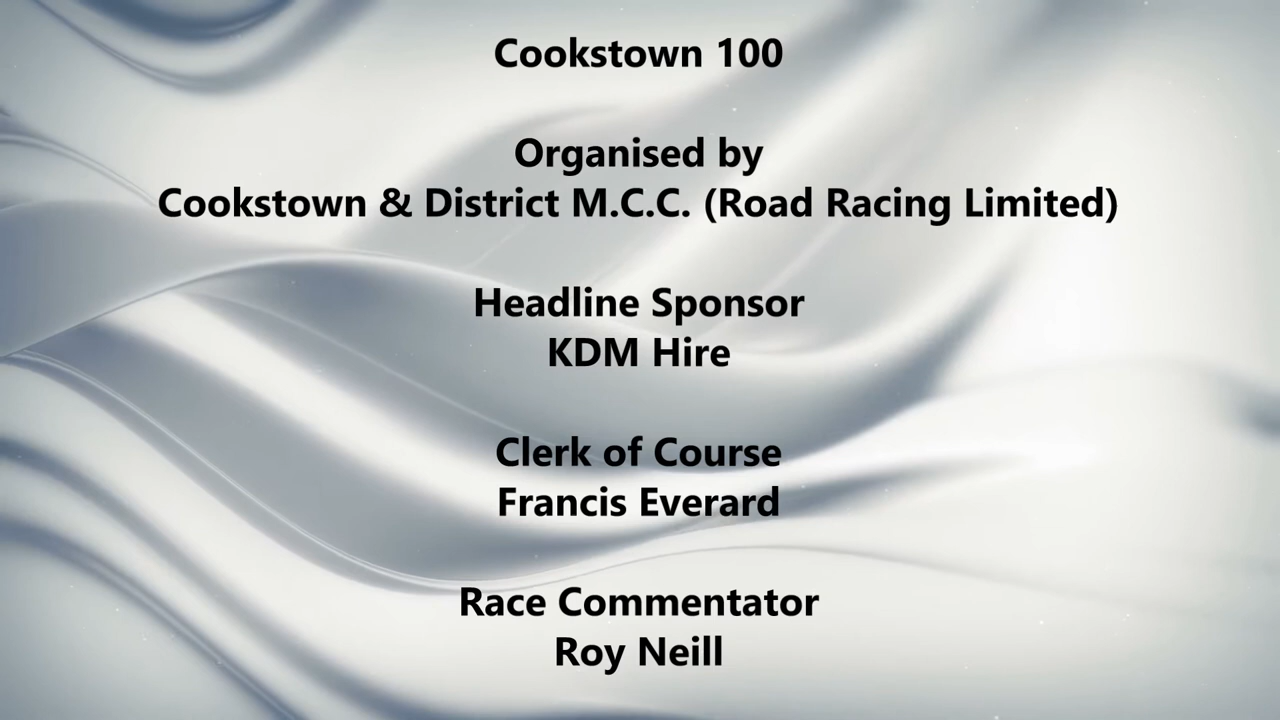 Cookstown 100
Organised by
Cookstown & District M.C.C. (Road Racing Limited)
Headline Sponsor
KDM Hire
Clerk of Course
Francis Everard
Race Commentator
Roy Neill